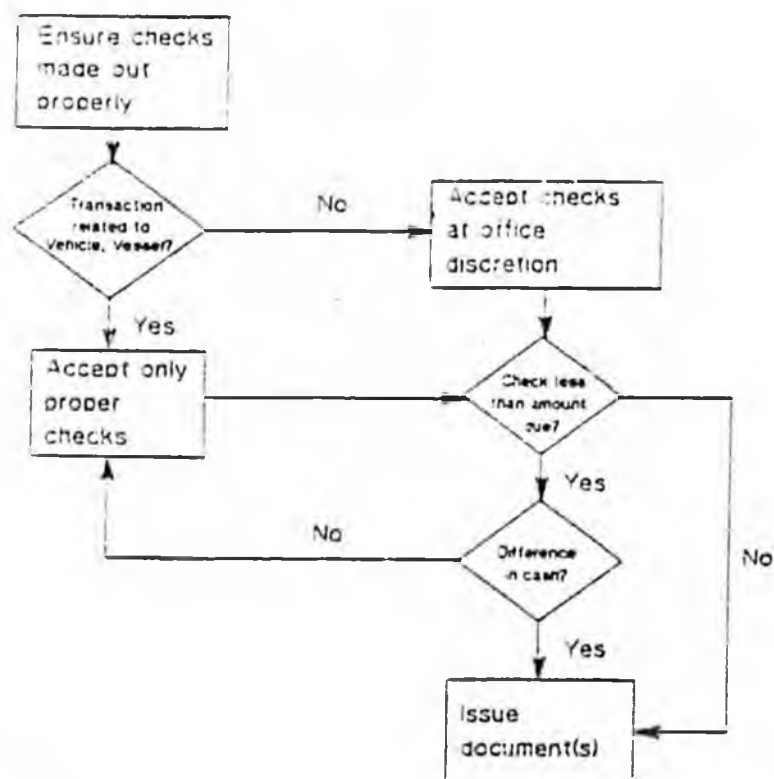 Ensure checks
made out
properly
Transaction
related to
Vehicle, Vessel?
No
Accept checks
at office
discretion
Yes
Accept only
proper
checks
Check less
than amount
due?
Yes
No
No
Difference
in cash?
Yes
Issue
document(s)